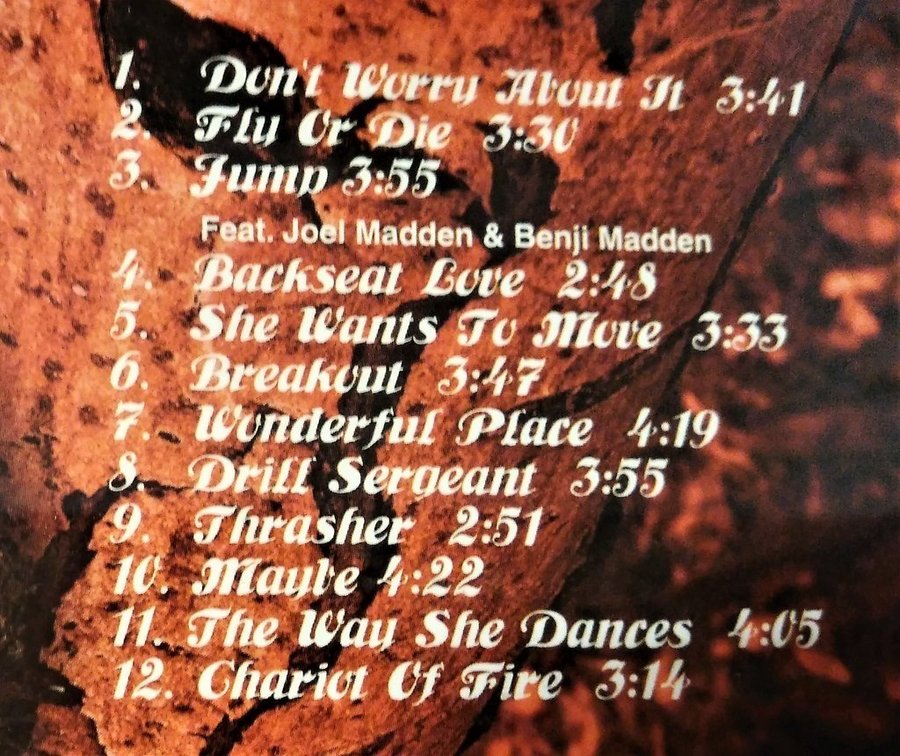 1. Don't Worry About It 3:41
2. Fly Or Die 3:30
3. Jump 3:55
Feat. Joel Madden & Benji Madden
4. Backseat Love 2:48
5. She Wants To Move 3:33
6. Breakout 3:47
7. Wonderful Place 4:19
8. Drill Sergeant 3:55
9. Thrasher 2:51
10. Maybe 4:22
11. The Way She Dances 4:05
12. Chariot Of Fire 3:14